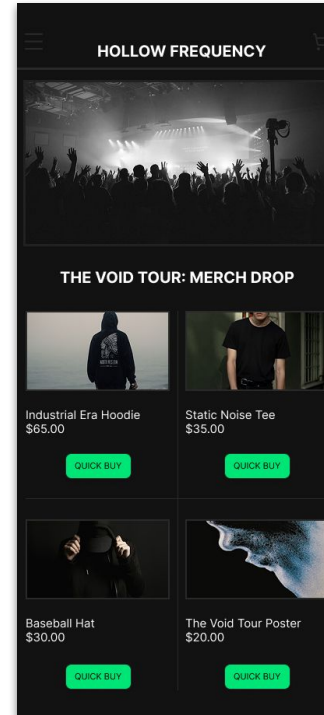 HOLLOW FREQUENCY
THE VOID TOUR: MERCH DROP
Industrial Era Hoodie
$65.00
QUICK BUY
Static Noise Tee
$35.00
QUICK BUY
Baseball Hat
$30.00
QUICK BUY
The Void Tour Poster
$20.00
QUICK BUY